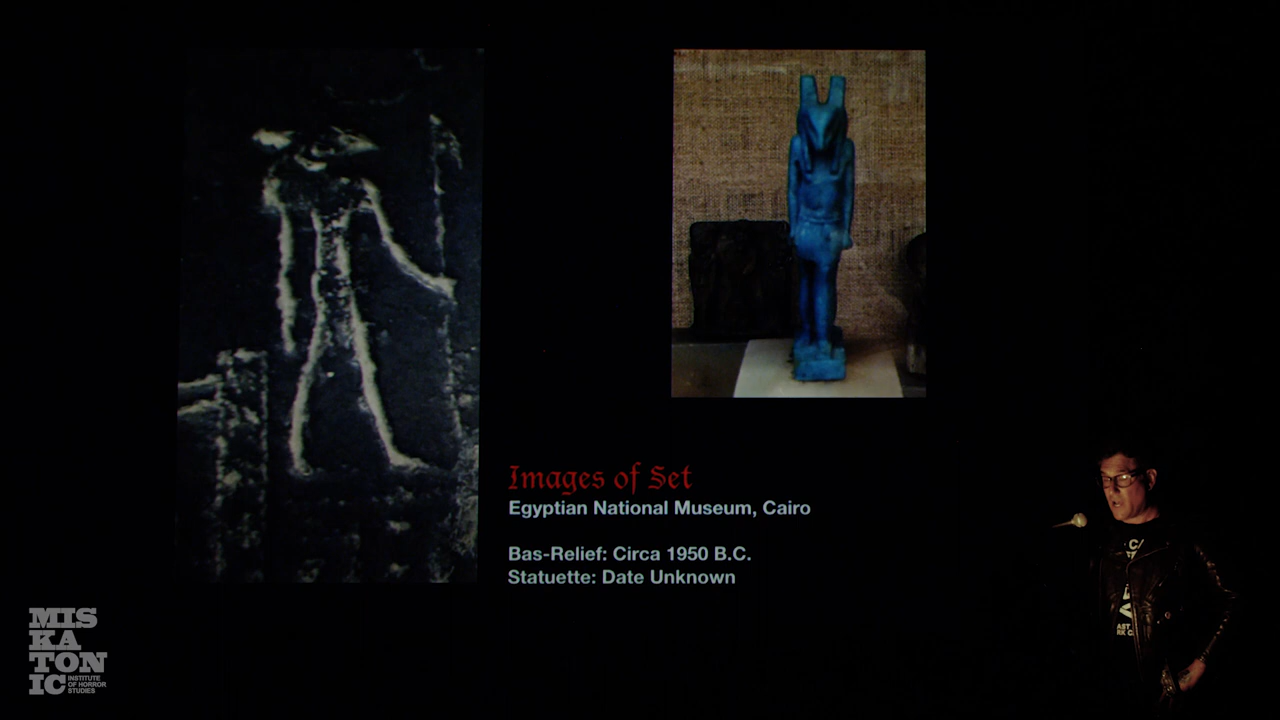 Images of Set
Egyptian National Museum, Cairo
Bas-Relief: Circa 1950 B.C.
Statuette: Date Unknown
MIS
KA
TON
IC INSTITUTE
OF HORROR
STUDIES